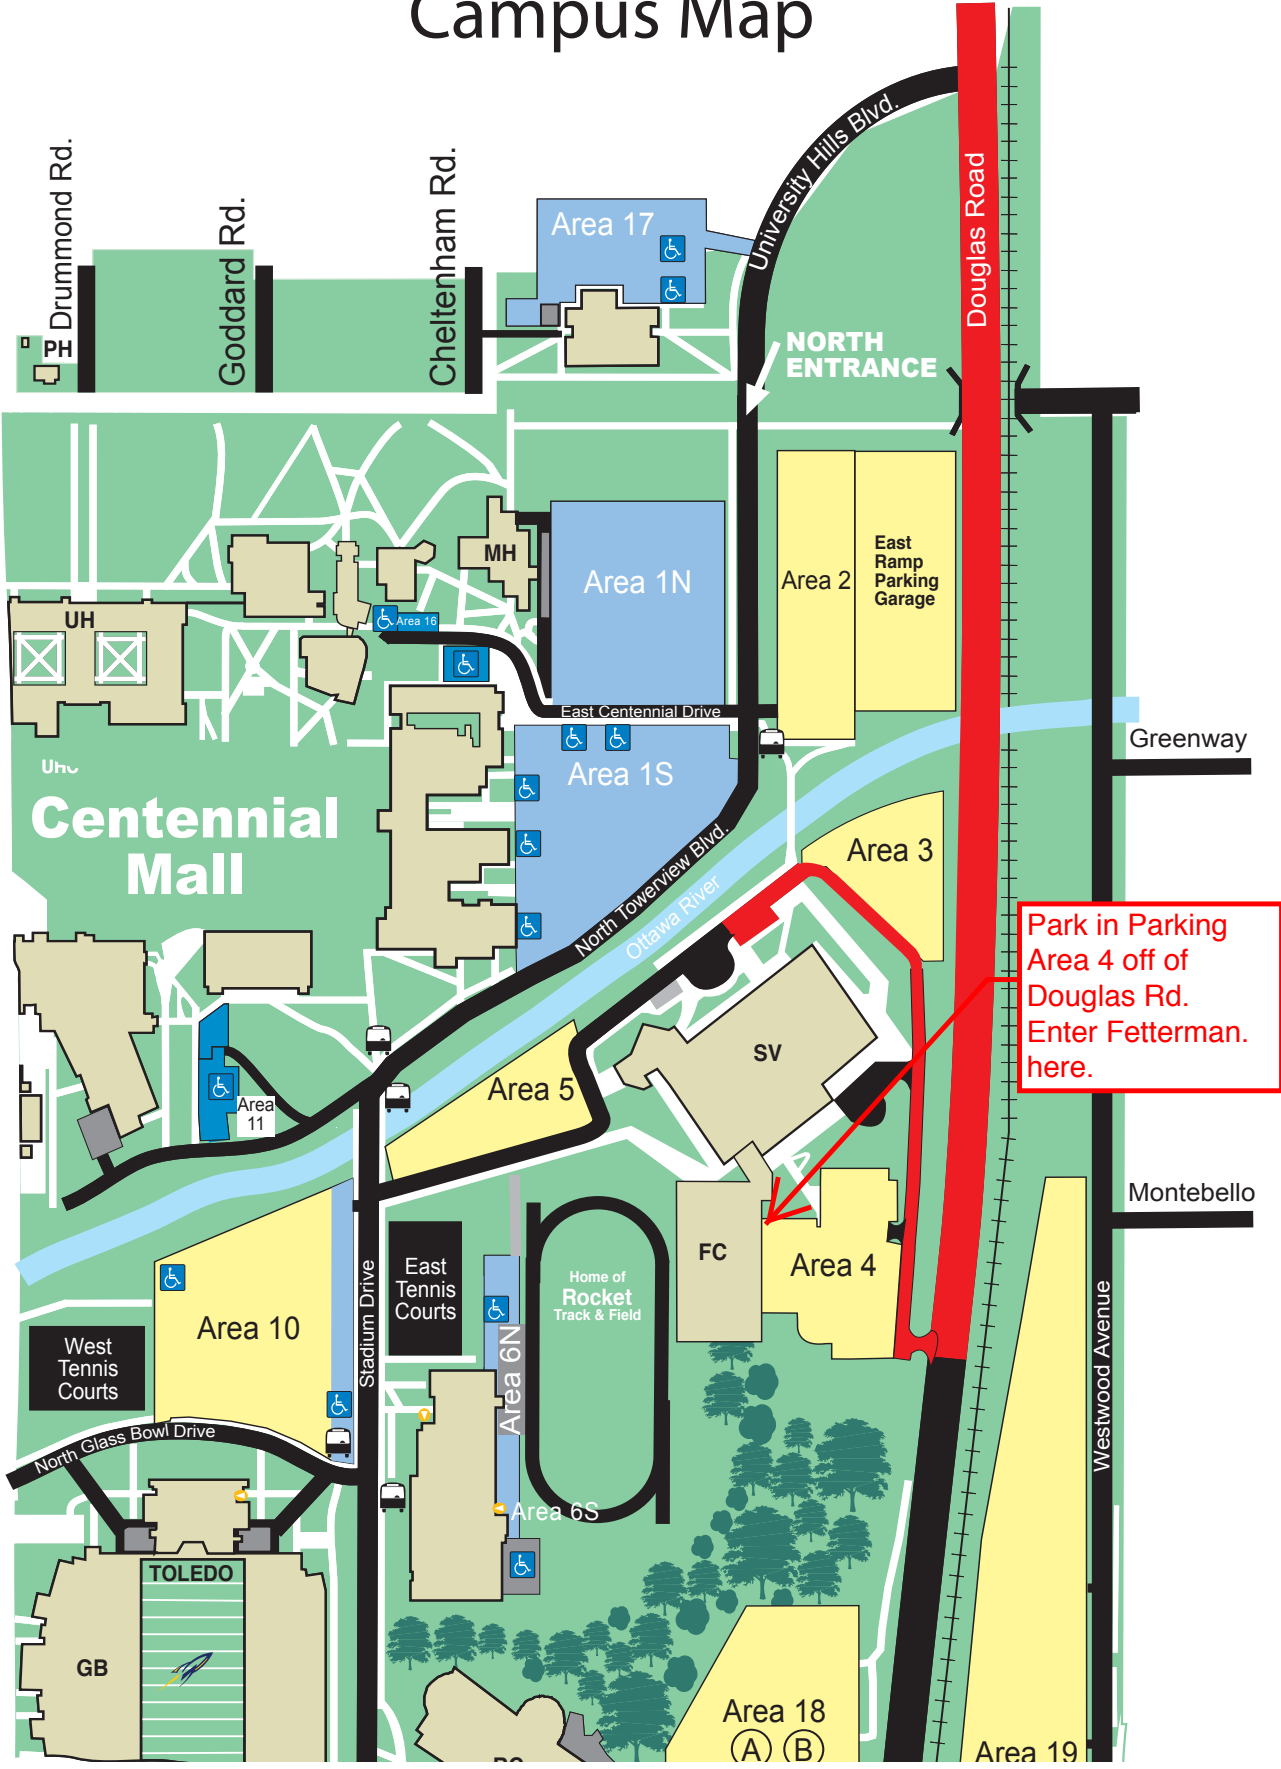 Campus Map
University Hills Blvd.
Douglas Road
Drummond Rd.
Goddard Rd.
Cheltenham Rd.
Area 17
PH
NORTH
ENTRANCE
MH
Area 1N
Area 2
East
Ramp
Parking
Garage
UH
Area 16
East Centennial Drive
Greenway
Area 1S
Centennial
Mall
North Towerview Blvd.
Ottawa River
Area 3
Park in Parking
Area 4 off of
Douglas Rd.
Enter Fetterman.
here.
SV
Area 5
Area
11
Montebello
FC
Area 4
East
Tennis
Courts
Home of
Rocket
Track & Field
Area 10
West
Tennis
Courts
Stadium Drive
Area 6N
Westwood Avenue
North Glass Bowl Drive
Area 6S
TOLEDO
GB
Area 18
A B
Area 19